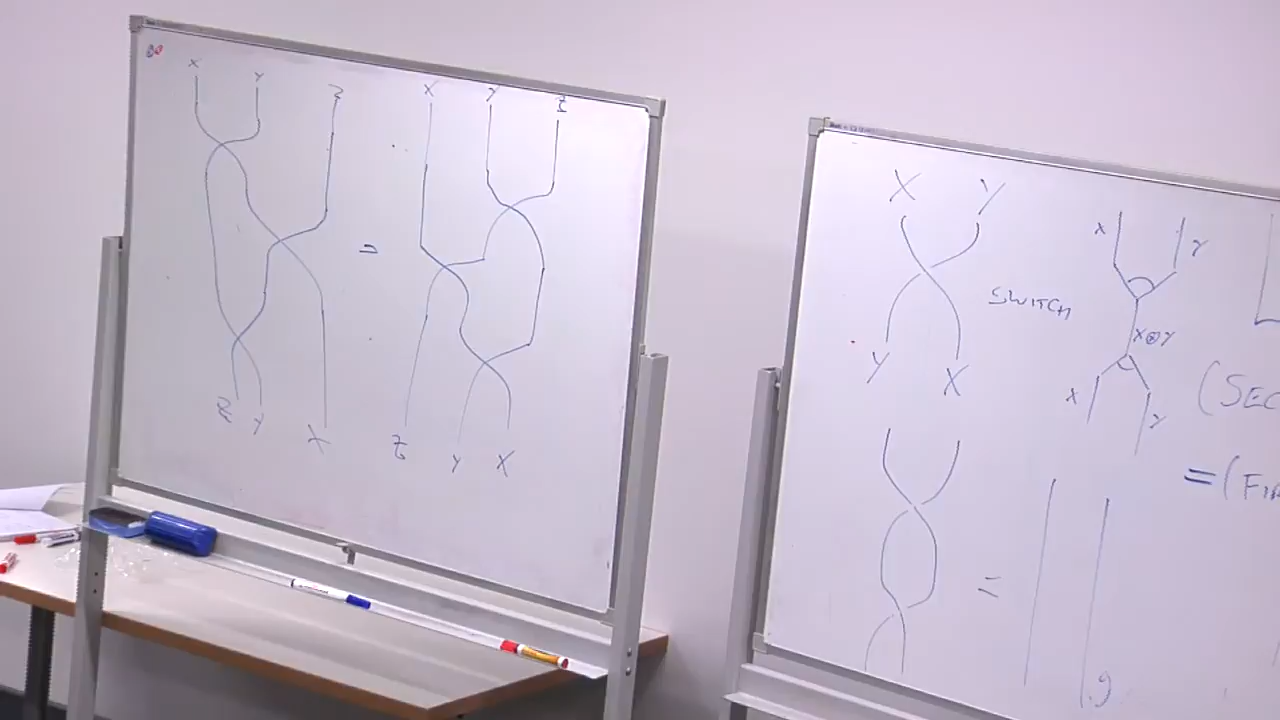 X Y Z
=
X Y Z
Z Y X
Z Y X
X Y
SWITCH
Y X
X Y
X⊗Y
X Y
(SEC
= (FIR
=